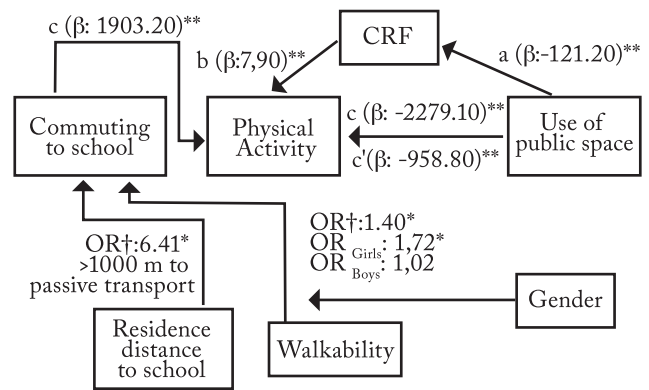 c (β: 1903.20)**
CRF
a (β:-121.20)**
b (β:7,90)**
Commuting
to school
Physical
Activity
c (β: -2279.10)**
c'(β: -958.80)**
Use of
public space
OR†:6.41*
>1000 m to
passive transport
OR†:1.40*
OR Girls: 1,72*
OR Boys: 1,02
Gender
Residence
distance
to school
Walkability